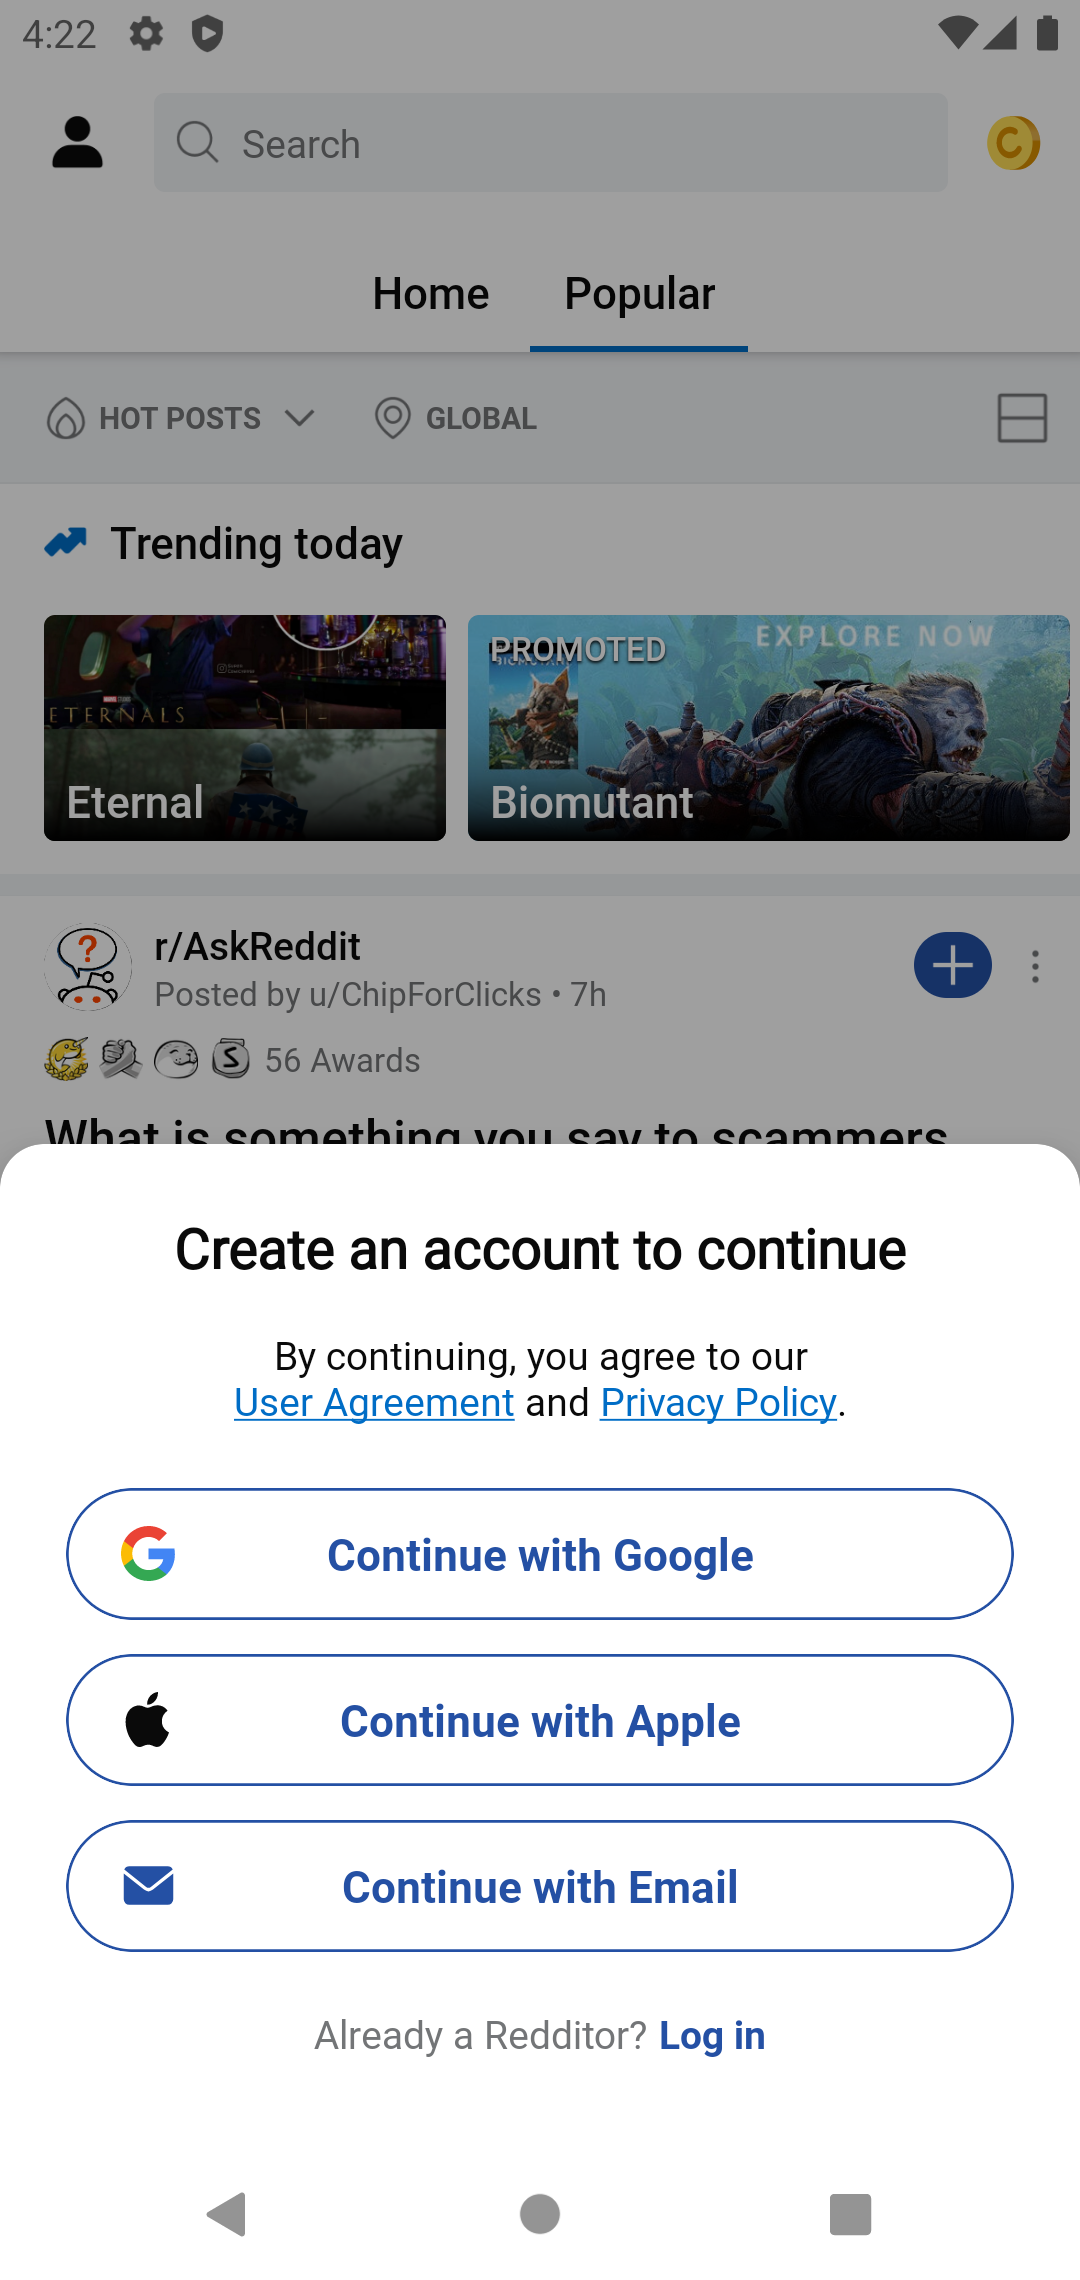 4:22
Search
Home Popular
HOT POSTS GLOBAL
Trending today
ETERNALS
Eternal
PROMOTED
EXPLORE NOW
BIOMUTANT
Biomutant
r/AskReddit
Posted by u/ChipForClicks • 7h
56 Awards
What is something you say to scammers
Create an account to continue
By continuing, you agree to our
User Agreement and Privacy Policy.
Continue with Google
Continue with Apple
Continue with Email
Already a Redditor? Log in